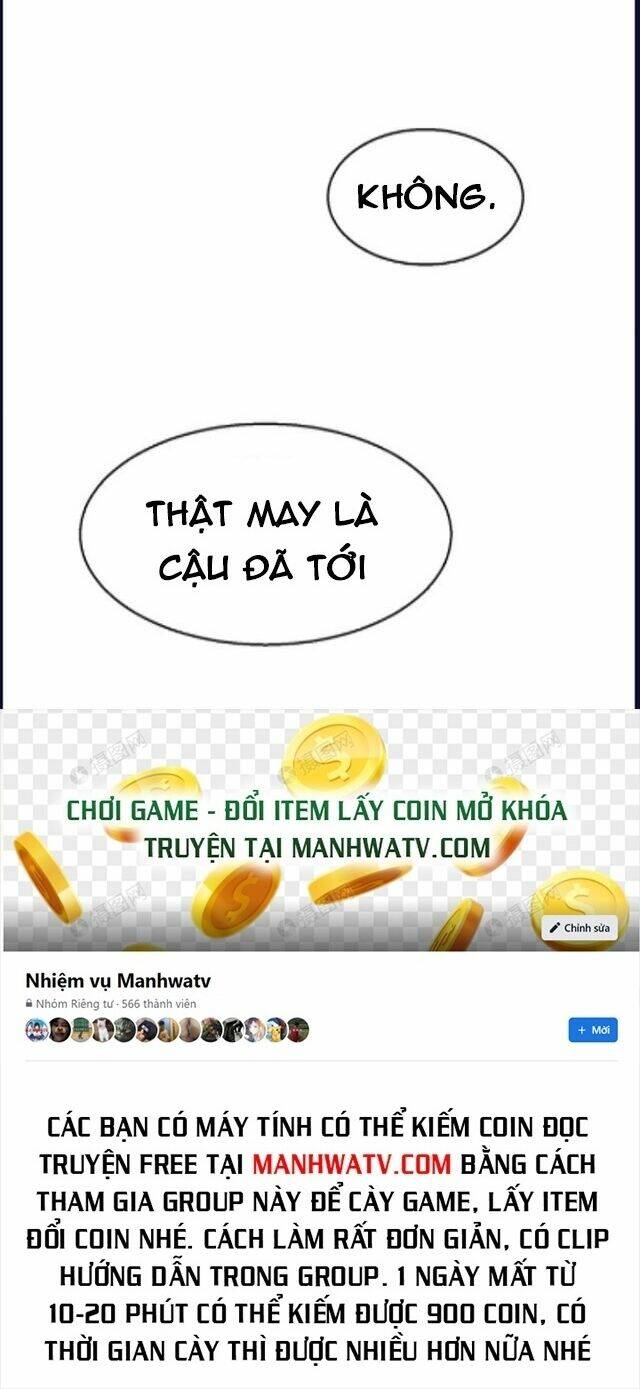 KHÔNG.
THẬT MAY LÀ
CẬU ĐÃ TỚI
CHƠI GAME - ĐỔI ITEM LẤY COIN MỞ KHÓA
TRUYỆN TẠI MANHWATV.COM
Chỉnh sửa
Nhiệm vụ Manhwatv
Nhóm Riêng tư · 566 thành viên
+ Mời
CÁC BẠN CÓ MÁY TÍNH CÓ THỂ KIẾM COIN ĐỌC
TRUYỆN FREE TẠI MANHWATV.COM BẰNG CÁCH
THAM GIA GROUP NÀY ĐỂ CÀY GAME, LẤY ITEM
ĐỔI COIN NHÉ. CÁCH LÀM RẤT ĐƠN GIẢN, CÓ CLIP
HƯỚNG DẪN TRONG GROUP. 1 NGÀY MẤT TỪ
10-20 PHÚT CÓ THỂ KIẾM ĐƯỢC 900 COIN, CÓ
THỜI GIAN CÀY THÌ ĐƯỢC NHIỀU HƠN NỮA NHÉ